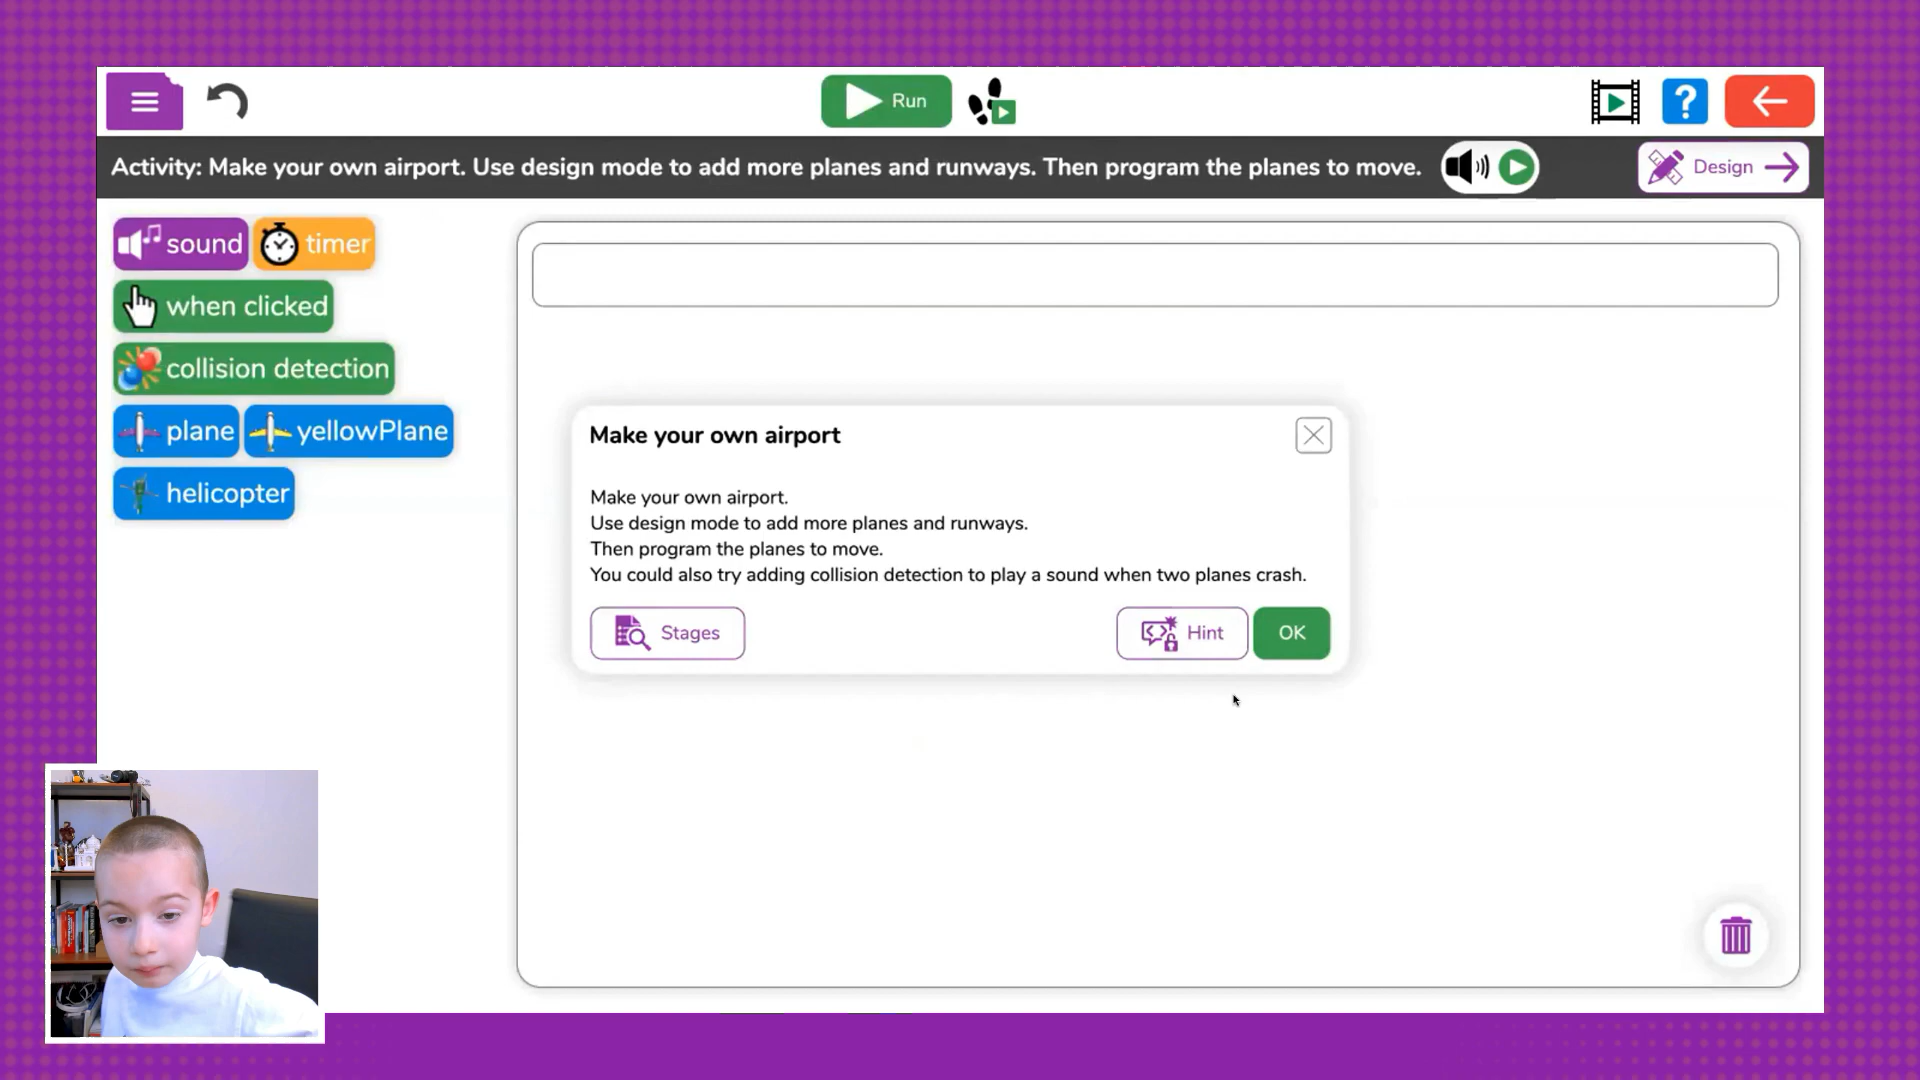 Run
?
Activity: Make your own airport. Use design mode to add more planes and runways. Then program the planes to move.
Design
sound
timer
when clicked
collision detection
plane
yellowPlane
helicopter
Make your own airport
Make your own airport.
Use design mode to add more planes and runways.
Then program the planes to move.
You could also try adding collision detection to play a sound when two planes crash.
Stages
Hint
OK